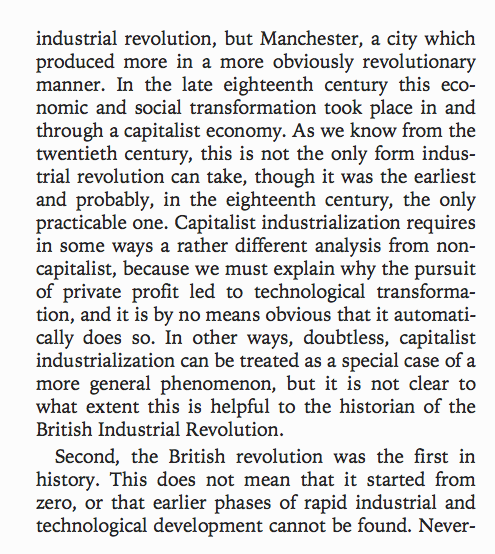 industrial revolution, but Manchester, a city which
produced more in a more obviously revolutionary
manner. In the late eighteenth century this eco-
nomic and social transformation took place in and
through a capitalist economy. As we know from the
twentieth century, this is not the only form indus-
trial revolution can take, though it was the earliest
and probably, in the eighteenth century, the only
practicable one. Capitalist industrialization requires
in some ways a rather different analysis from non-
capitalist, because we must explain why the pursuit
of private profit led to technological transforma-
tion, and it is by no means obvious that it automati-
cally does so. In other ways, doubtless, capitalist
industrialization can be treated as a special case of a
more general phenomenon, but it is not clear to
what extent this is helpful to the historian of the
British Industrial Revolution.
Second, the British revolution was the first in
history. This does not mean that it started from
zero, or that earlier phases of rapid industrial and
technological development cannot be found. Never-